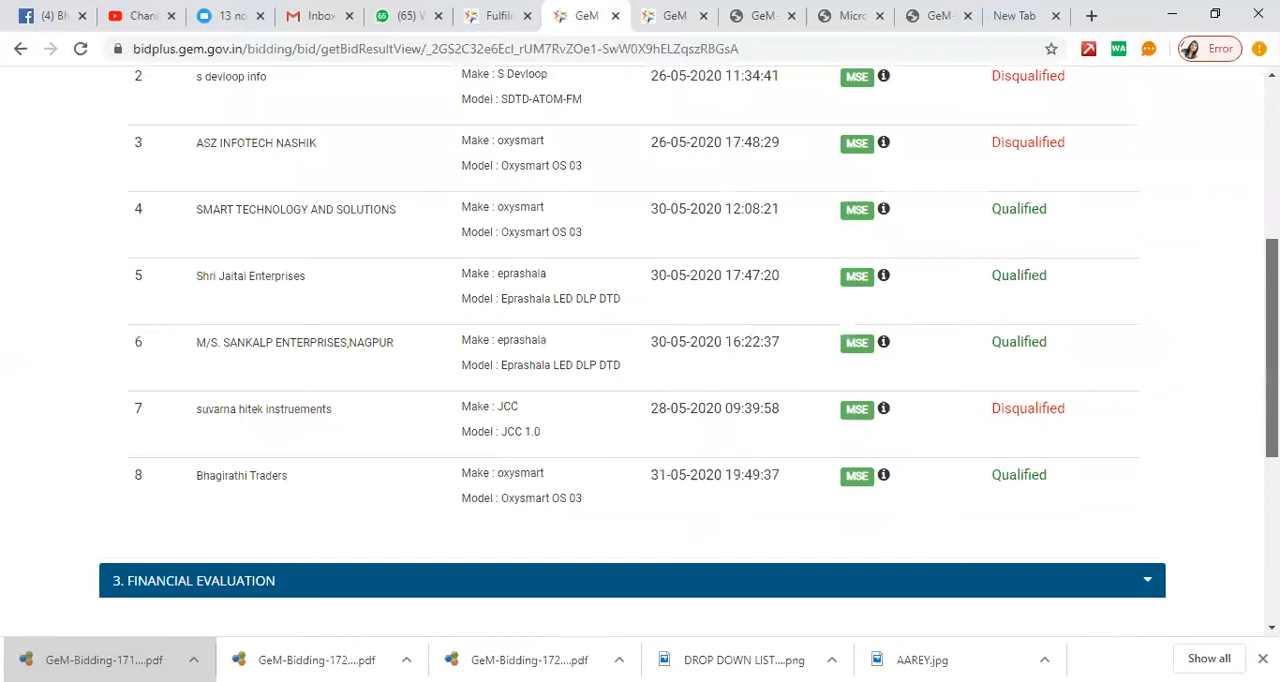 (4) Bh
Chann
13 no
Inbox
(65) W
Fulfiln
GeM
GeM
GeM-
Micro
GeM-
New Tab
bidplus.gem.gov.in/bidding/bid/getBidResultView/_2GS2C32e6Ecl_rUM7RvZOe1-SwW0X9hELZqszRBGsA
WA
Error
2 s devloop info Make : S Devloop 26-05-2020 11:34:41 MSE Disqualified
Model : SDTD-ATOM-FM
3 ASZ INFOTECH NASHIK Make : oxysmart 26-05-2020 17:48:29 MSE Disqualified
Model : Oxysmart OS 03
4 SMART TECHNOLOGY AND SOLUTIONS Make : oxysmart 30-05-2020 12:08:21 MSE Qualified
Model : Oxysmart OS 03
5 Shri Jaitai Enterprises Make : eprashala 30-05-2020 17:47:20 MSE Qualified
Model : Eprashala LED DLP DTD
6 M/S. SANKALP ENTERPRISES,NAGPUR Make : eprashala 30-05-2020 16:22:37 MSE Qualified
Model : Eprashala LED DLP DTD
7 suvarna hitek instruements Make : JCC 28-05-2020 09:39:58 MSE Disqualified
Model : JCC 1.0
8 Bhagirathi Traders Make : oxysmart 31-05-2020 19:49:37 MSE Qualified
Model : Oxysmart OS 03
3. FINANCIAL EVALUATION
GeM-Bidding-171....pdf
GeM-Bidding-172....pdf
GeM-Bidding-172....pdf
DROP DOWN LIST....png
AAREY.jpg
Show all